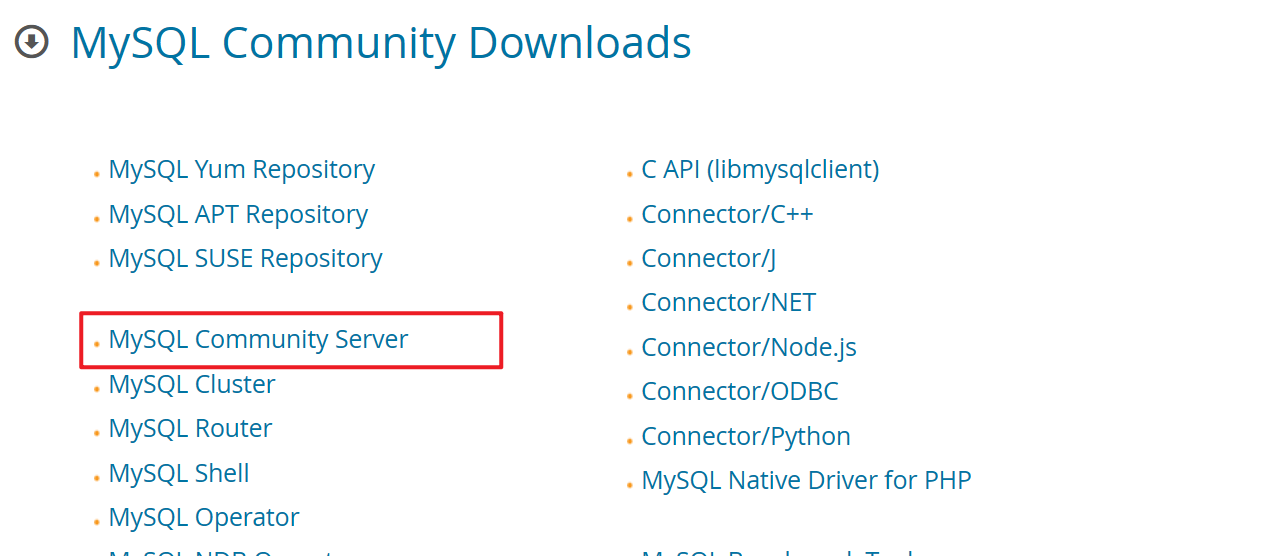 MySQL Community Downloads
MySQL Yum Repository
MySQL APT Repository
MySQL SUSE Repository
MySQL Community Server
MySQL Cluster
MySQL Router
MySQL Shell
MySQL Operator
C API (libmysqlclient)
Connector/C++
Connector/J
Connector/NET
Connector/Node.js
Connector/ODBC
Connector/Python
MySQL Native Driver for PHP